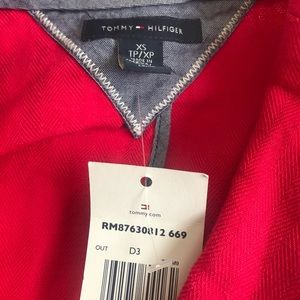 TOMMY HILFIGER
XS
TP/XP
tommy.com
RM87630812 669
OUT D3